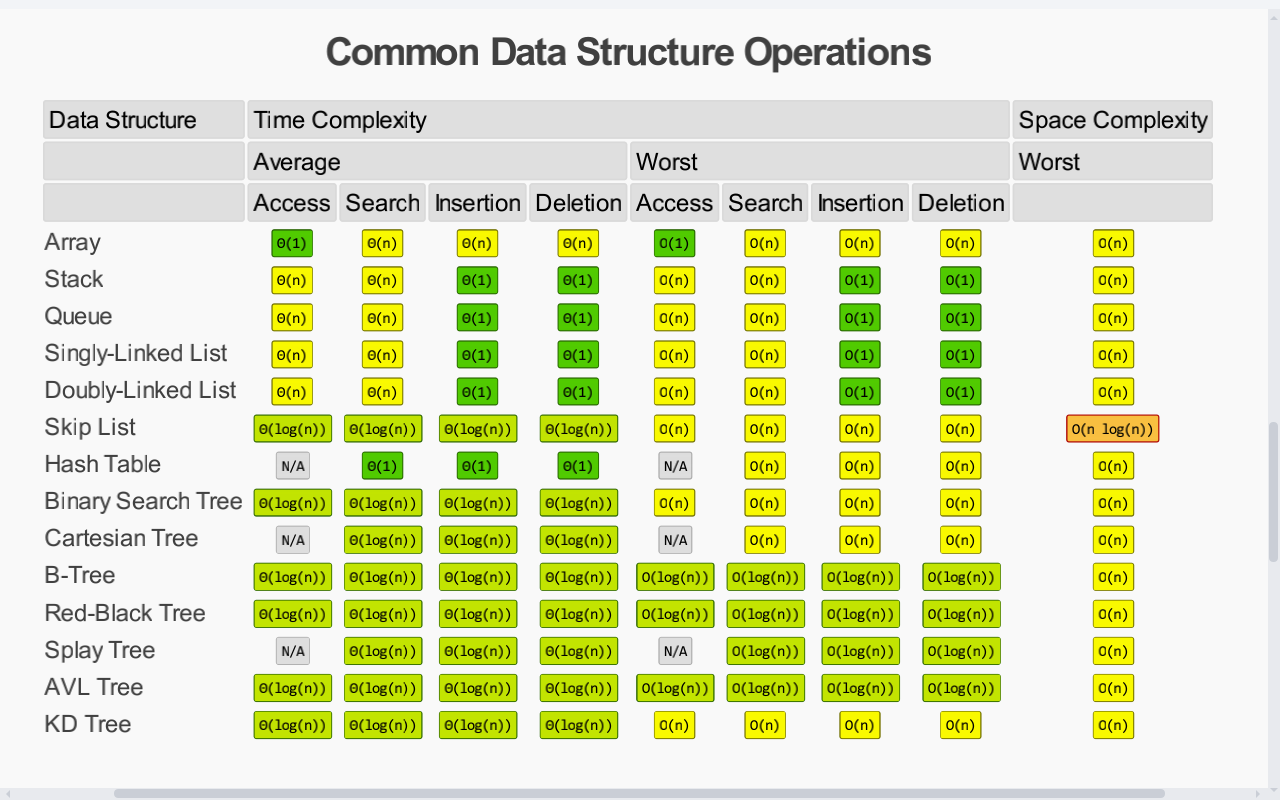 Common Data Structure Operations
Data Structure Time Complexity Space Complexity
Average Worst Worst
Access Search Insertion Deletion Access Search Insertion Deletion
Array Θ(1) Θ(n) Θ(n) Θ(n) O(1) O(n) O(n) O(n) O(n)
Stack Θ(n) Θ(n) Θ(1) Θ(1) O(n) O(n) O(1) O(1) O(n)
Queue Θ(n) Θ(n) Θ(1) Θ(1) O(n) O(n) O(1) O(1) O(n)
Singly-Linked List Θ(n) Θ(n) Θ(1) Θ(1) O(n) O(n) O(1) O(1) O(n)
Doubly-Linked List Θ(n) Θ(n) Θ(1) Θ(1) O(n) O(n) O(1) O(1) O(n)
Skip List Θ(log(n)) Θ(log(n)) Θ(log(n)) Θ(log(n)) O(n) O(n) O(n) O(n) O(n log(n))
Hash Table N/A Θ(1) Θ(1) Θ(1) N/A O(n) O(n) O(n) O(n)
Binary Search Tree Θ(log(n)) Θ(log(n)) Θ(log(n)) Θ(log(n)) O(n) O(n) O(n) O(n) O(n)
Cartesian Tree N/A Θ(log(n)) Θ(log(n)) Θ(log(n)) N/A O(n) O(n) O(n) O(n)
B-Tree Θ(log(n)) Θ(log(n)) Θ(log(n)) Θ(log(n)) O(log(n)) O(log(n)) O(log(n)) O(log(n)) O(n)
Red-Black Tree Θ(log(n)) Θ(log(n)) Θ(log(n)) Θ(log(n)) O(log(n)) O(log(n)) O(log(n)) O(log(n)) O(n)
Splay Tree N/A Θ(log(n)) Θ(log(n)) Θ(log(n)) N/A O(log(n)) O(log(n)) O(log(n)) O(n)
AVL Tree Θ(log(n)) Θ(log(n)) Θ(log(n)) Θ(log(n)) O(log(n)) O(log(n)) O(log(n)) O(log(n)) O(n)
KD Tree Θ(log(n)) Θ(log(n)) Θ(log(n)) Θ(log(n)) O(n) O(n) O(n) O(n) O(n)